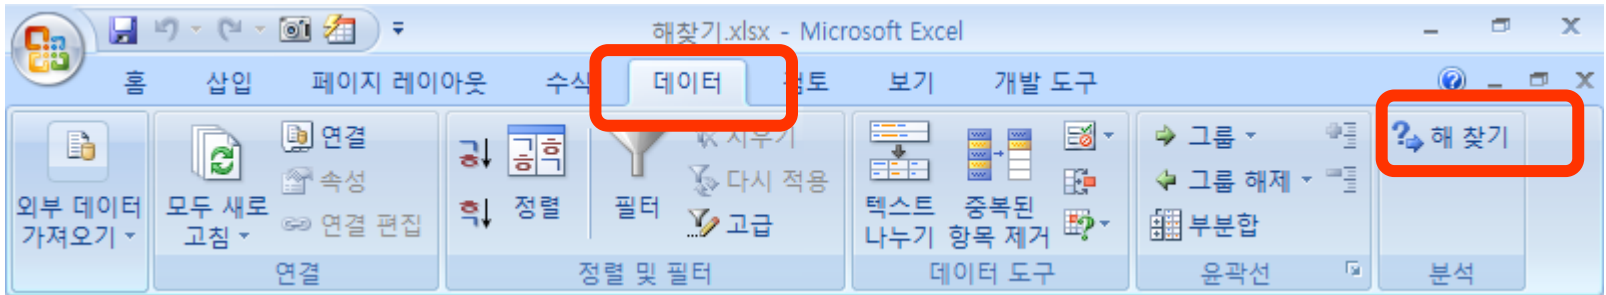 해찾기.xlsx - Microsoft Excel
홈 삽입 페이지 레이아웃 수식 데이터 검토 보기 개발 도구
외부 데이터
가져오기
모두 새로
고침
연결
속성
연결 편집
연결
정렬
필터
지우기
다시 적용
고급
정렬 및 필터
텍스트
나누기
중복된
항목 제거
데이터 도구
그룹
그룹 해제
부분합
윤곽선
해 찾기
분석